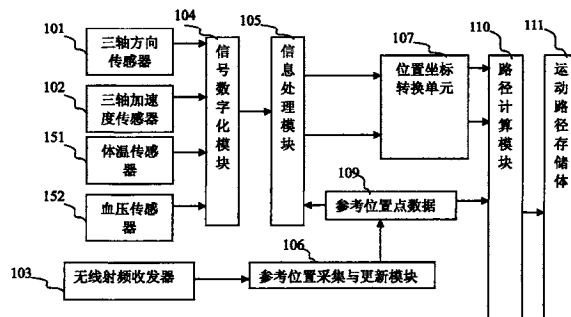 101
三轴方向
传感器
102
三轴加速
度传感器
151
体温传感
器
152
血压传感
器
103
无线射频收发器
104
信号数字化模块
105
信息处理模块
107
位置坐标
转换单元
109
参考位置点数据
106
参考位置采集与更新模块
110
路径计算模块
111
运动路径存储体